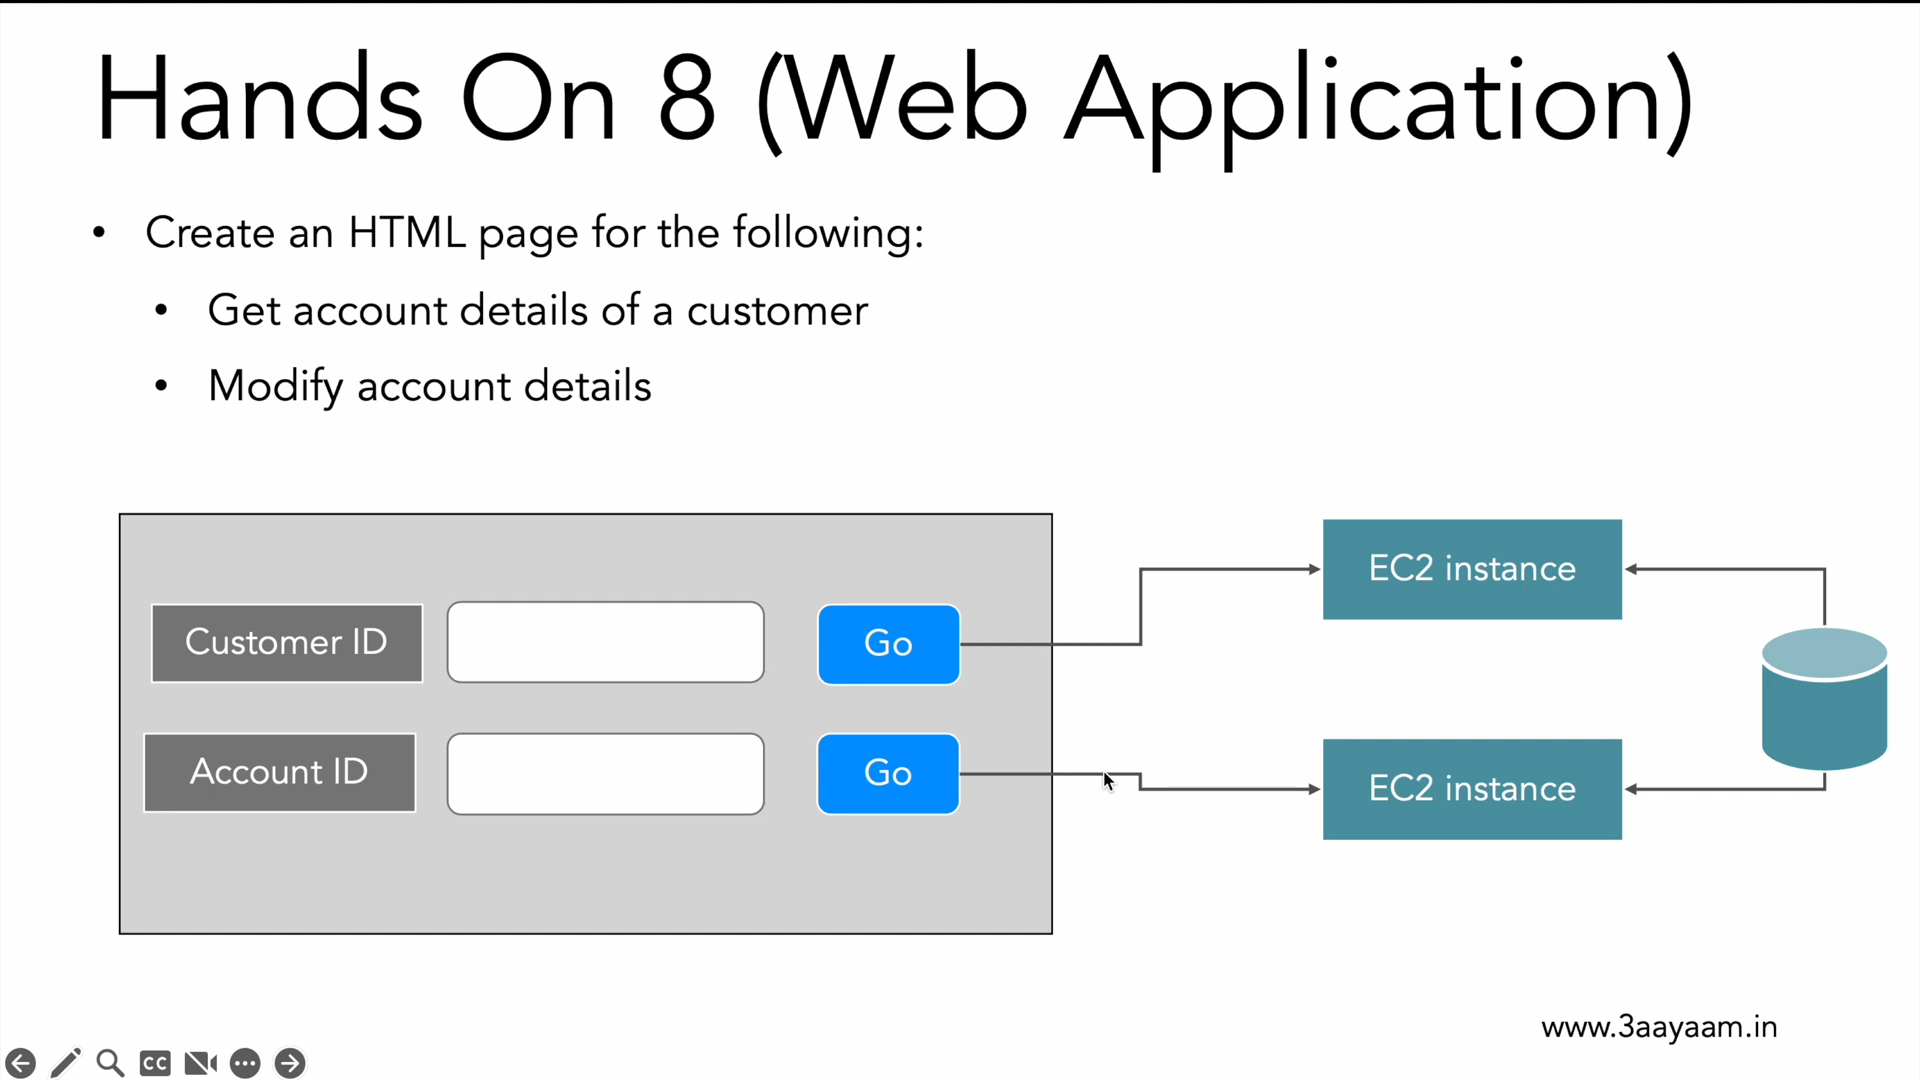 Hands On 8 (Web Application)
• Create an HTML page for the following:
• Get account details of a customer
• Modify account details
Customer ID
Go
EC2 instance
Account ID
Go
EC2 instance
www.3aayaam.in
CC